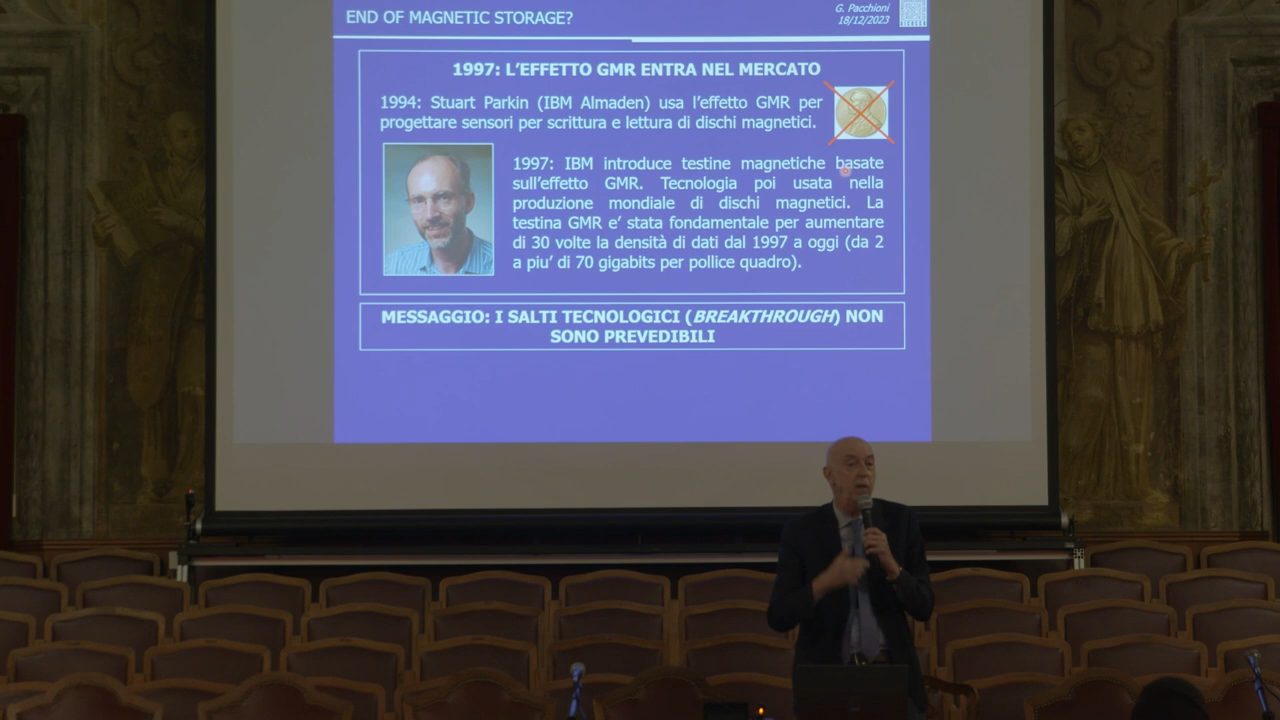 END OF MAGNETIC STORAGE?
G. Pacchioni
18/12/2023
1997: L'EFFETTO GMR ENTRA NEL MERCATO
1994: Stuart Parkin (IBM Almaden) usa l'effetto GMR per
progettare sensori per scrittura e lettura di dischi magnetici.
1997: IBM introduce testine magnetiche basate
sull'effetto GMR. Tecnologia poi usata nella
produzione mondiale di dischi magnetici. La
testina GMR e' stata fondamentale per aumentare
di 30 volte la densità di dati dal 1997 a oggi (da 2
a piu' di 70 gigabits per pollice quadro).
MESSAGGIO: I SALTI TECNOLOGICI (BREAKTHROUGH) NON
SONO PREVEDIBILI